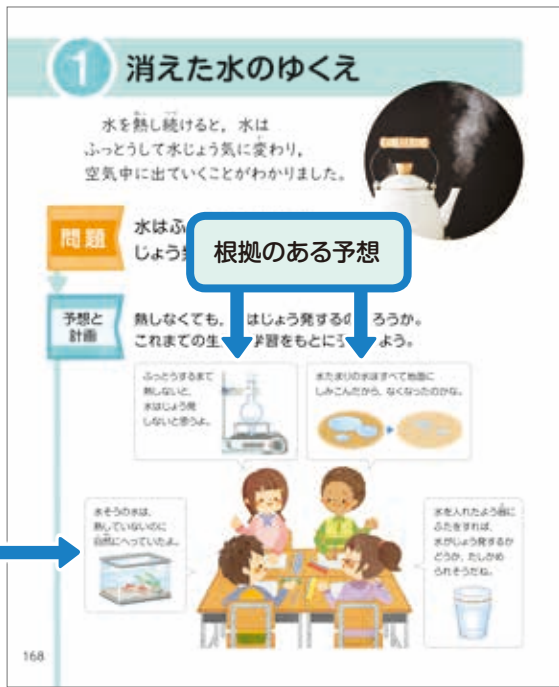 1 消えた水のゆくえ
水を熱し続けると，水は
ふっとうして水じょう気に変わり，
空気中に出ていくことがわかりました。
問題
水はふ
じょう
根拠のある予想
予想と
計画
熱しなくても，はじょう発するの ろうか。
これまでの生 学習をもとに よう。
ふっとうするまで
熱しないと，
水はじょう発
しないと思うよ。
水たまりの水はすべて地面に
しみこんだから，なくなったのかな。
水そうの水は，
熱していないのに
自然にへっていたよ。
水を入れたよう器に
ふたをすれば，
水がじょう発するか
どうか，たしかめ
られそうだね。
168